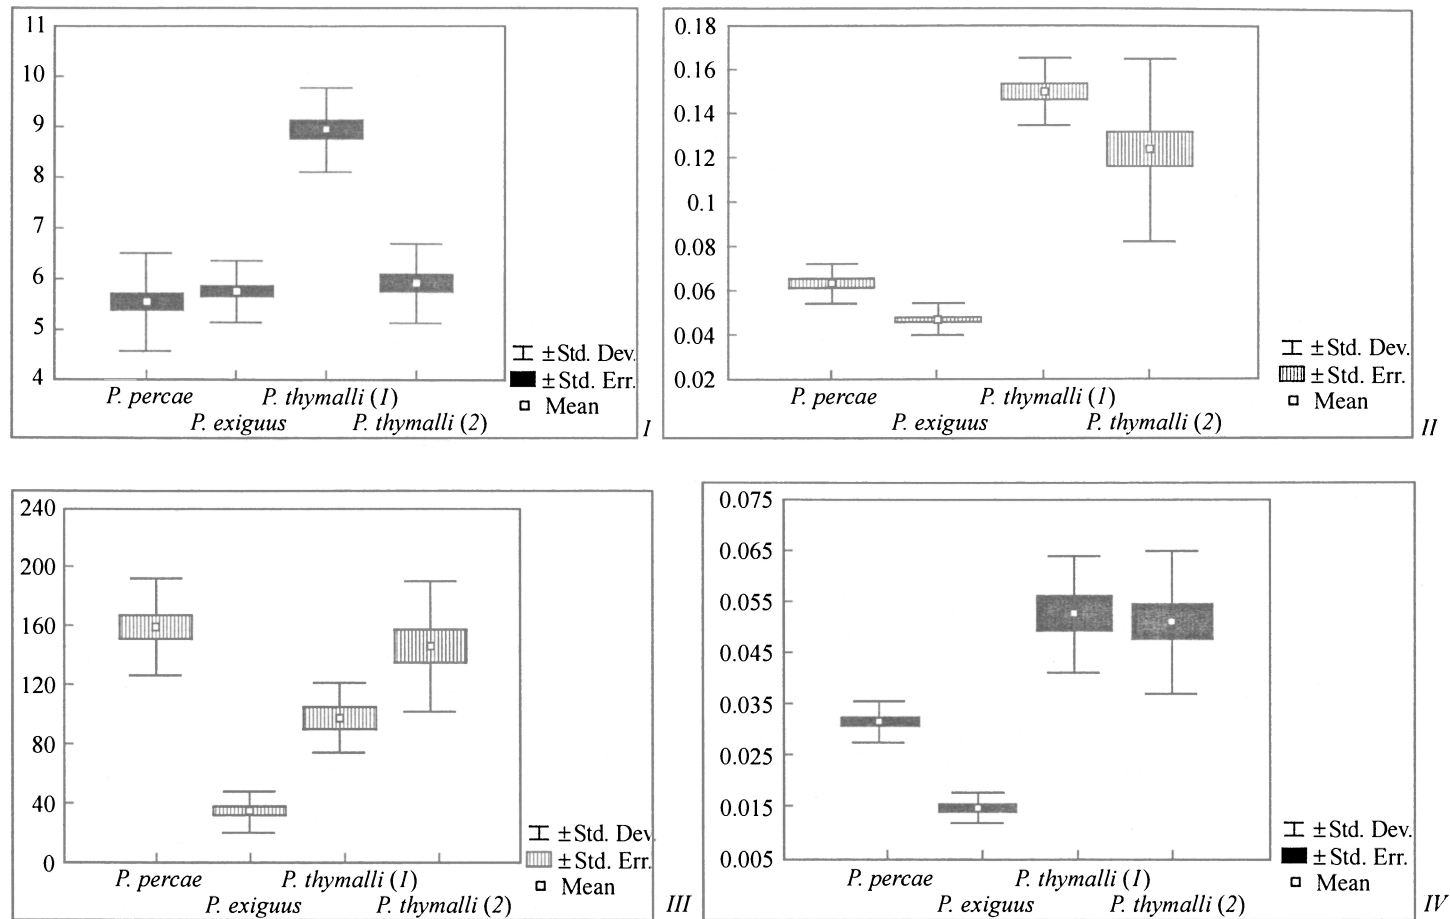 11
10
9
8
7
6
5
4
P. percae
P. thymalli (1)
P. exiguus
P. thymalli (2)
±Std. Dev.
±Std. Err.
Mean
I
0.18
0.16
0.14
0.12
0.1
0.08
0.06
0.04
0.02
P. percae
P. thymalli (1)
P. exiguus
P. thymalli (2)
±Std. Dev.
±Std. Err.
Mean
II
240
200
160
120
80
40
0
P. percae
P. thymalli (1)
P. exiguus
P. thymalli (2)
±Std. Dev.
±Std. Err.
Mean
III
0.075
0.065
0.055
0.045
0.035
0.025
0.015
0.005
P. percae
P. thymalli (1)
P. exiguus
P. thymalli (2)
±Std. Dev.
±Std. Err.
Mean
IV